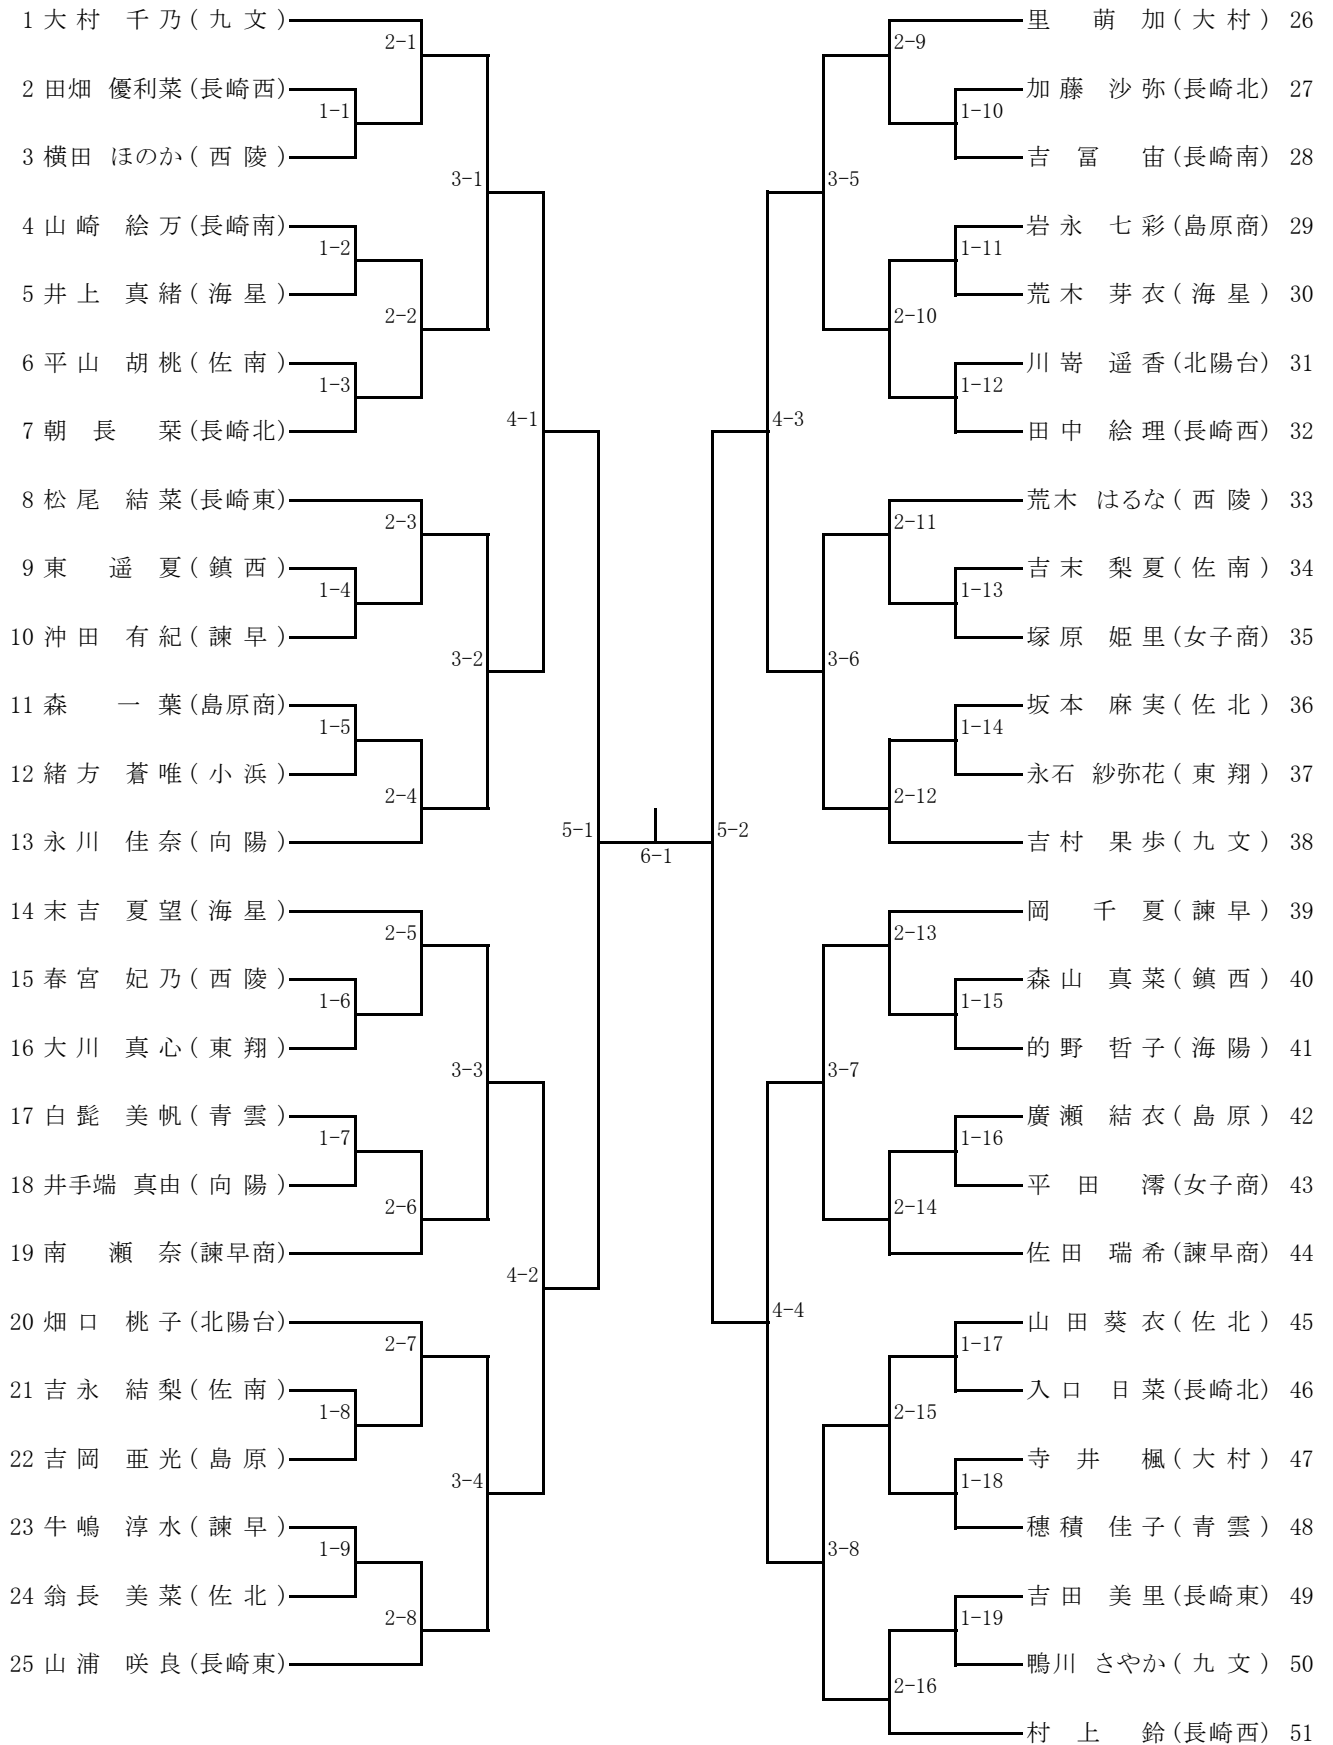 1 大村 千乃 (九文)
2-1
2 田畑 優利菜 (長崎西)
1-1
3 横田 ほのか (西陵)
3-1
4 山崎 絵万 (長崎南)
1-2
5 井上 真緒 (海星)
2-2
6 平山 胡桃 (佐南)
1-3
7 朝長 栞 (長崎北)
4-1
8 松尾 結菜 (長崎東)
2-3
9 東 遥夏 (鎮西)
1-4
10 沖田 有紀 (諫早)
3-2
11 森 一葉 (島原商)
1-5
12 緒方 蒼唯 (小浜)
2-4
13 永川 佳奈 (向陽)
5-1
14 末吉 夏望 (海星)
2-5
15 春宮 妃乃 (西陵)
1-6
16 大川 真心 (東翔)
3-3
17 白髭 美帆 (青雲)
1-7
18 井手端 真由 (向陽)
2-6
19 南 瀬奈 (諫早商)
4-2
20 畑口 桃子 (北陽台)
2-7
21 吉永 結梨 (佐南)
1-8
22 吉岡 亜光 (島原)
3-4
23 牛嶋 淳水 (諫早)
1-9
24 翁長 美菜 (佐北)
2-8
25 山浦 咲良 (長崎東)
6-1
里 萌加 (大村) 26
2-9
加藤 沙弥 (長崎北) 27
1-10
吉冨 宙 (長崎南) 28
3-5
岩永 七彩 (島原商) 29
1-11
荒木 芽衣 (海星) 30
2-10
川嵜 遥香 (北陽台) 31
1-12
田中 絵理 (長崎西) 32
4-3
荒木 はるな (西陵) 33
2-11
吉末 梨夏 (佐南) 34
1-13
塚原 姫里 (女子商) 35
3-6
坂本 麻実 (佐北) 36
1-14
永石 紗弥花 (東翔) 37
2-12
吉村 果歩 (九文) 38
5-2
岡 千夏 (諫早) 39
2-13
森山 真菜 (鎮西) 40
1-15
的野 哲子 (海陽) 41
3-7
廣瀬 結衣 (島原) 42
1-16
平田 澪 (女子商) 43
2-14
佐田 瑞希 (諫早商) 44
4-4
山田 葵衣 (佐北) 45
1-17
入口 日菜 (長崎北) 46
2-15
寺井 楓 (大村) 47
1-18
穂積 佳子 (青雲) 48
3-8
吉田 美里 (長崎東) 49
1-19
鴨川 さやか (九文) 50
2-16
村上 鈴 (長崎西) 51